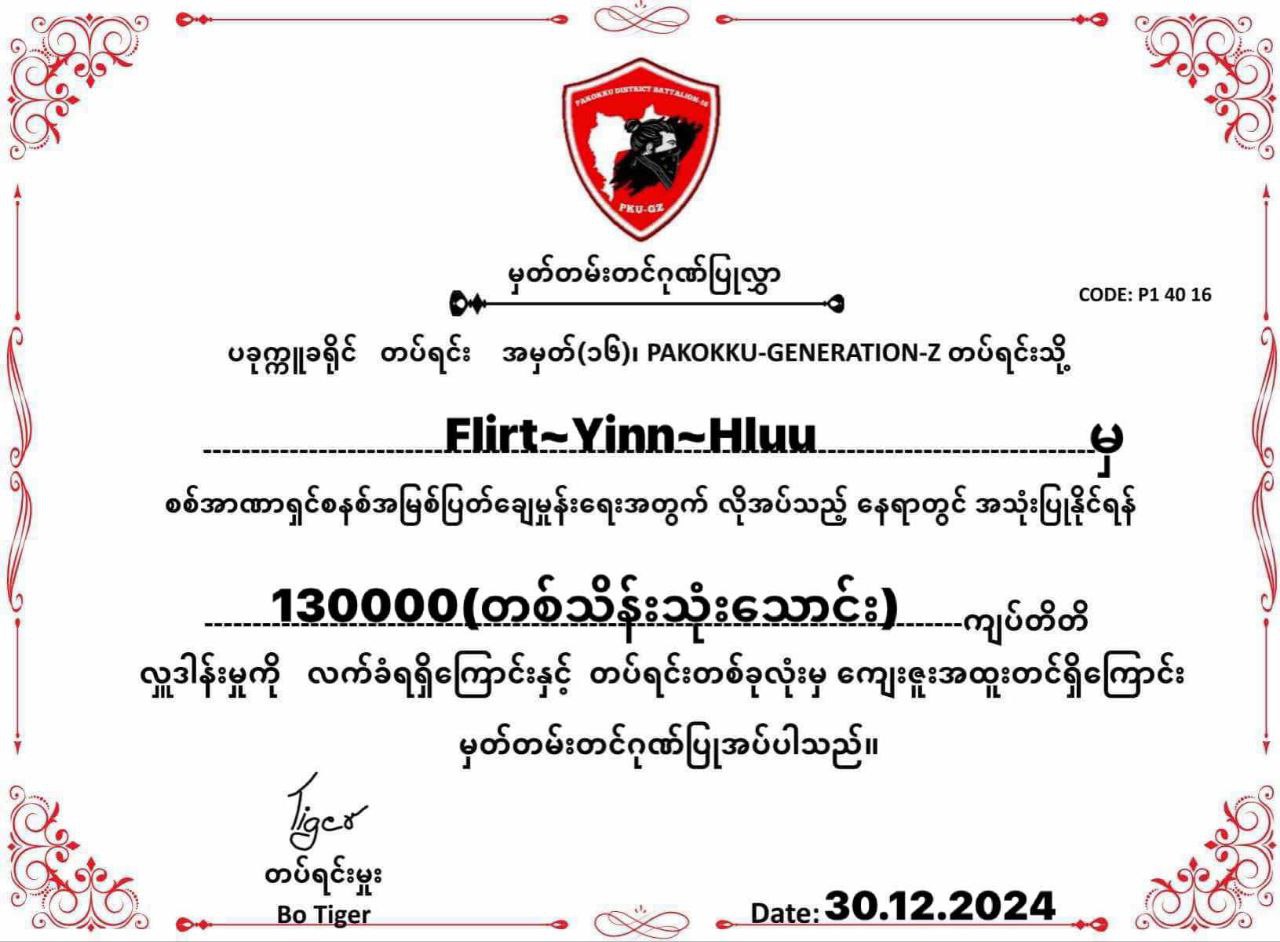 PAKOKKU DISTRICT BATTALION-16
PKU-GZ
မှတ်တမ်းတင်ဂုဏ်ပြုလွှာ
CODE: P1 40 16
ပခုက္ကူခရိုင် တပ်ရင်း အမှတ်(၁၆)၊ PAKOKKU-GENERATION-Z တပ်ရင်းသို့
Flirt~Yinn~Hluu မှ
စစ်အာဏာရှင်စနစ်အမြစ်ပြတ်ချေမှုန်းရေးအတွက် လိုအပ်သည့် နေရာတွင် အသုံးပြုနိုင်ရန်
130000(တစ်သိန်းသုံးသောင်း) ကျပ်တိတိ
လှူဒါန်းမှုကို လက်ခံရရှိကြောင်းနှင့် တပ်ရင်းတစ်ခုလုံးမှ ကျေးဇူးအထူးတင်ရှိကြောင်း
မှတ်တမ်းတင်ဂုဏ်ပြုအပ်ပါသည်။
Tiger
တပ်ရင်းမှူး
Bo Tiger
Date: 30.12.2024